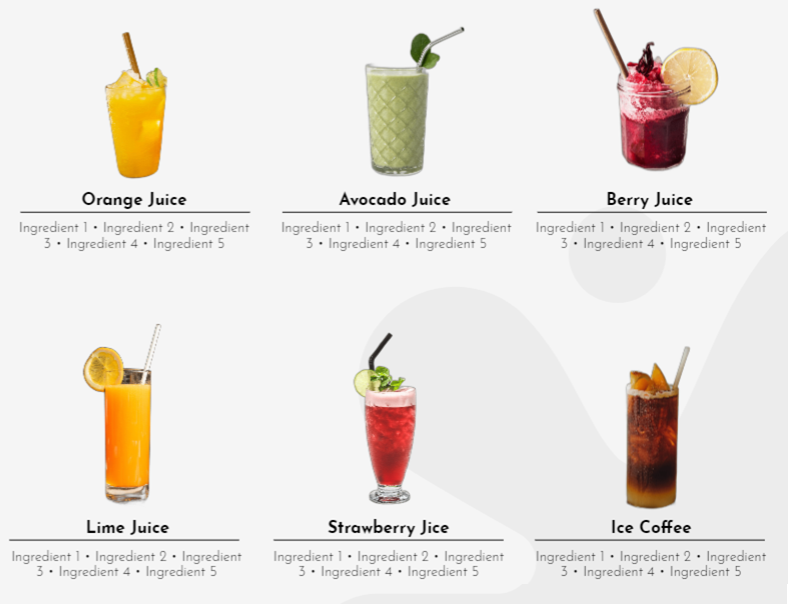 Orange Juice
Ingredient 1 • Ingredient 2 • Ingredient
3 • Ingredient 4 • Ingredient 5
Avocado Juice
Ingredient 1 • Ingredient 2 • Ingredient
3 • Ingredient 4 • Ingredient 5
Berry Juice
Ingredient 1 • Ingredient 2 • Ingredient
3 • Ingredient 4 • Ingredient 5
Lime Juice
Ingredient 1 • Ingredient 2 • Ingredient
3 • Ingredient 4 • Ingredient 5
Strawberry Jice
Ingredient 1 • Ingredient 2 • Ingredient
3 • Ingredient 4 • Ingredient 5
Ice Coffee
Ingredient 1 • Ingredient 2 • Ingredient
3 • Ingredient 4 • Ingredient 5